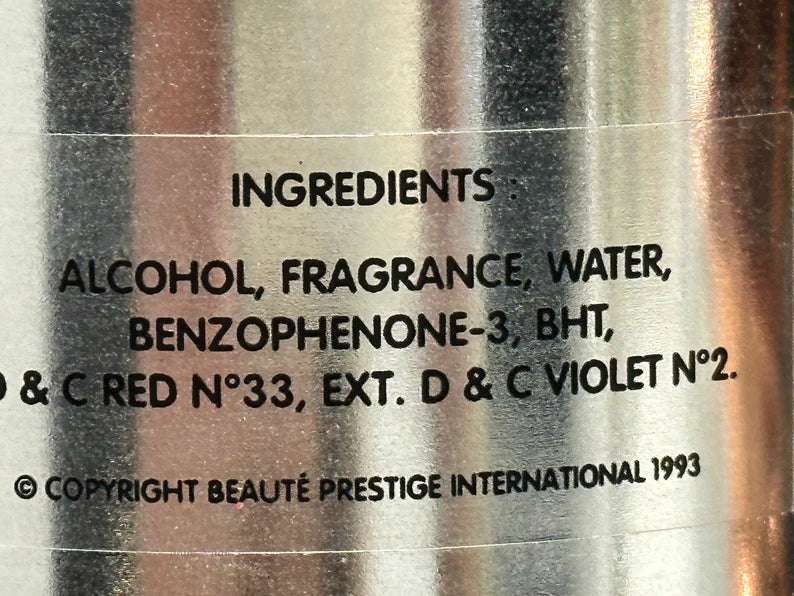 INGREDIENTS :
ALCOHOL, FRAGRANCE, WATER,
BENZOPHENONE-3, BHT,
& C RED N°33, EXT. D & C VIOLET N°2.
© COPYRIGHT BEAUTÉ PRESTIGE INTERNATIONAL 1993